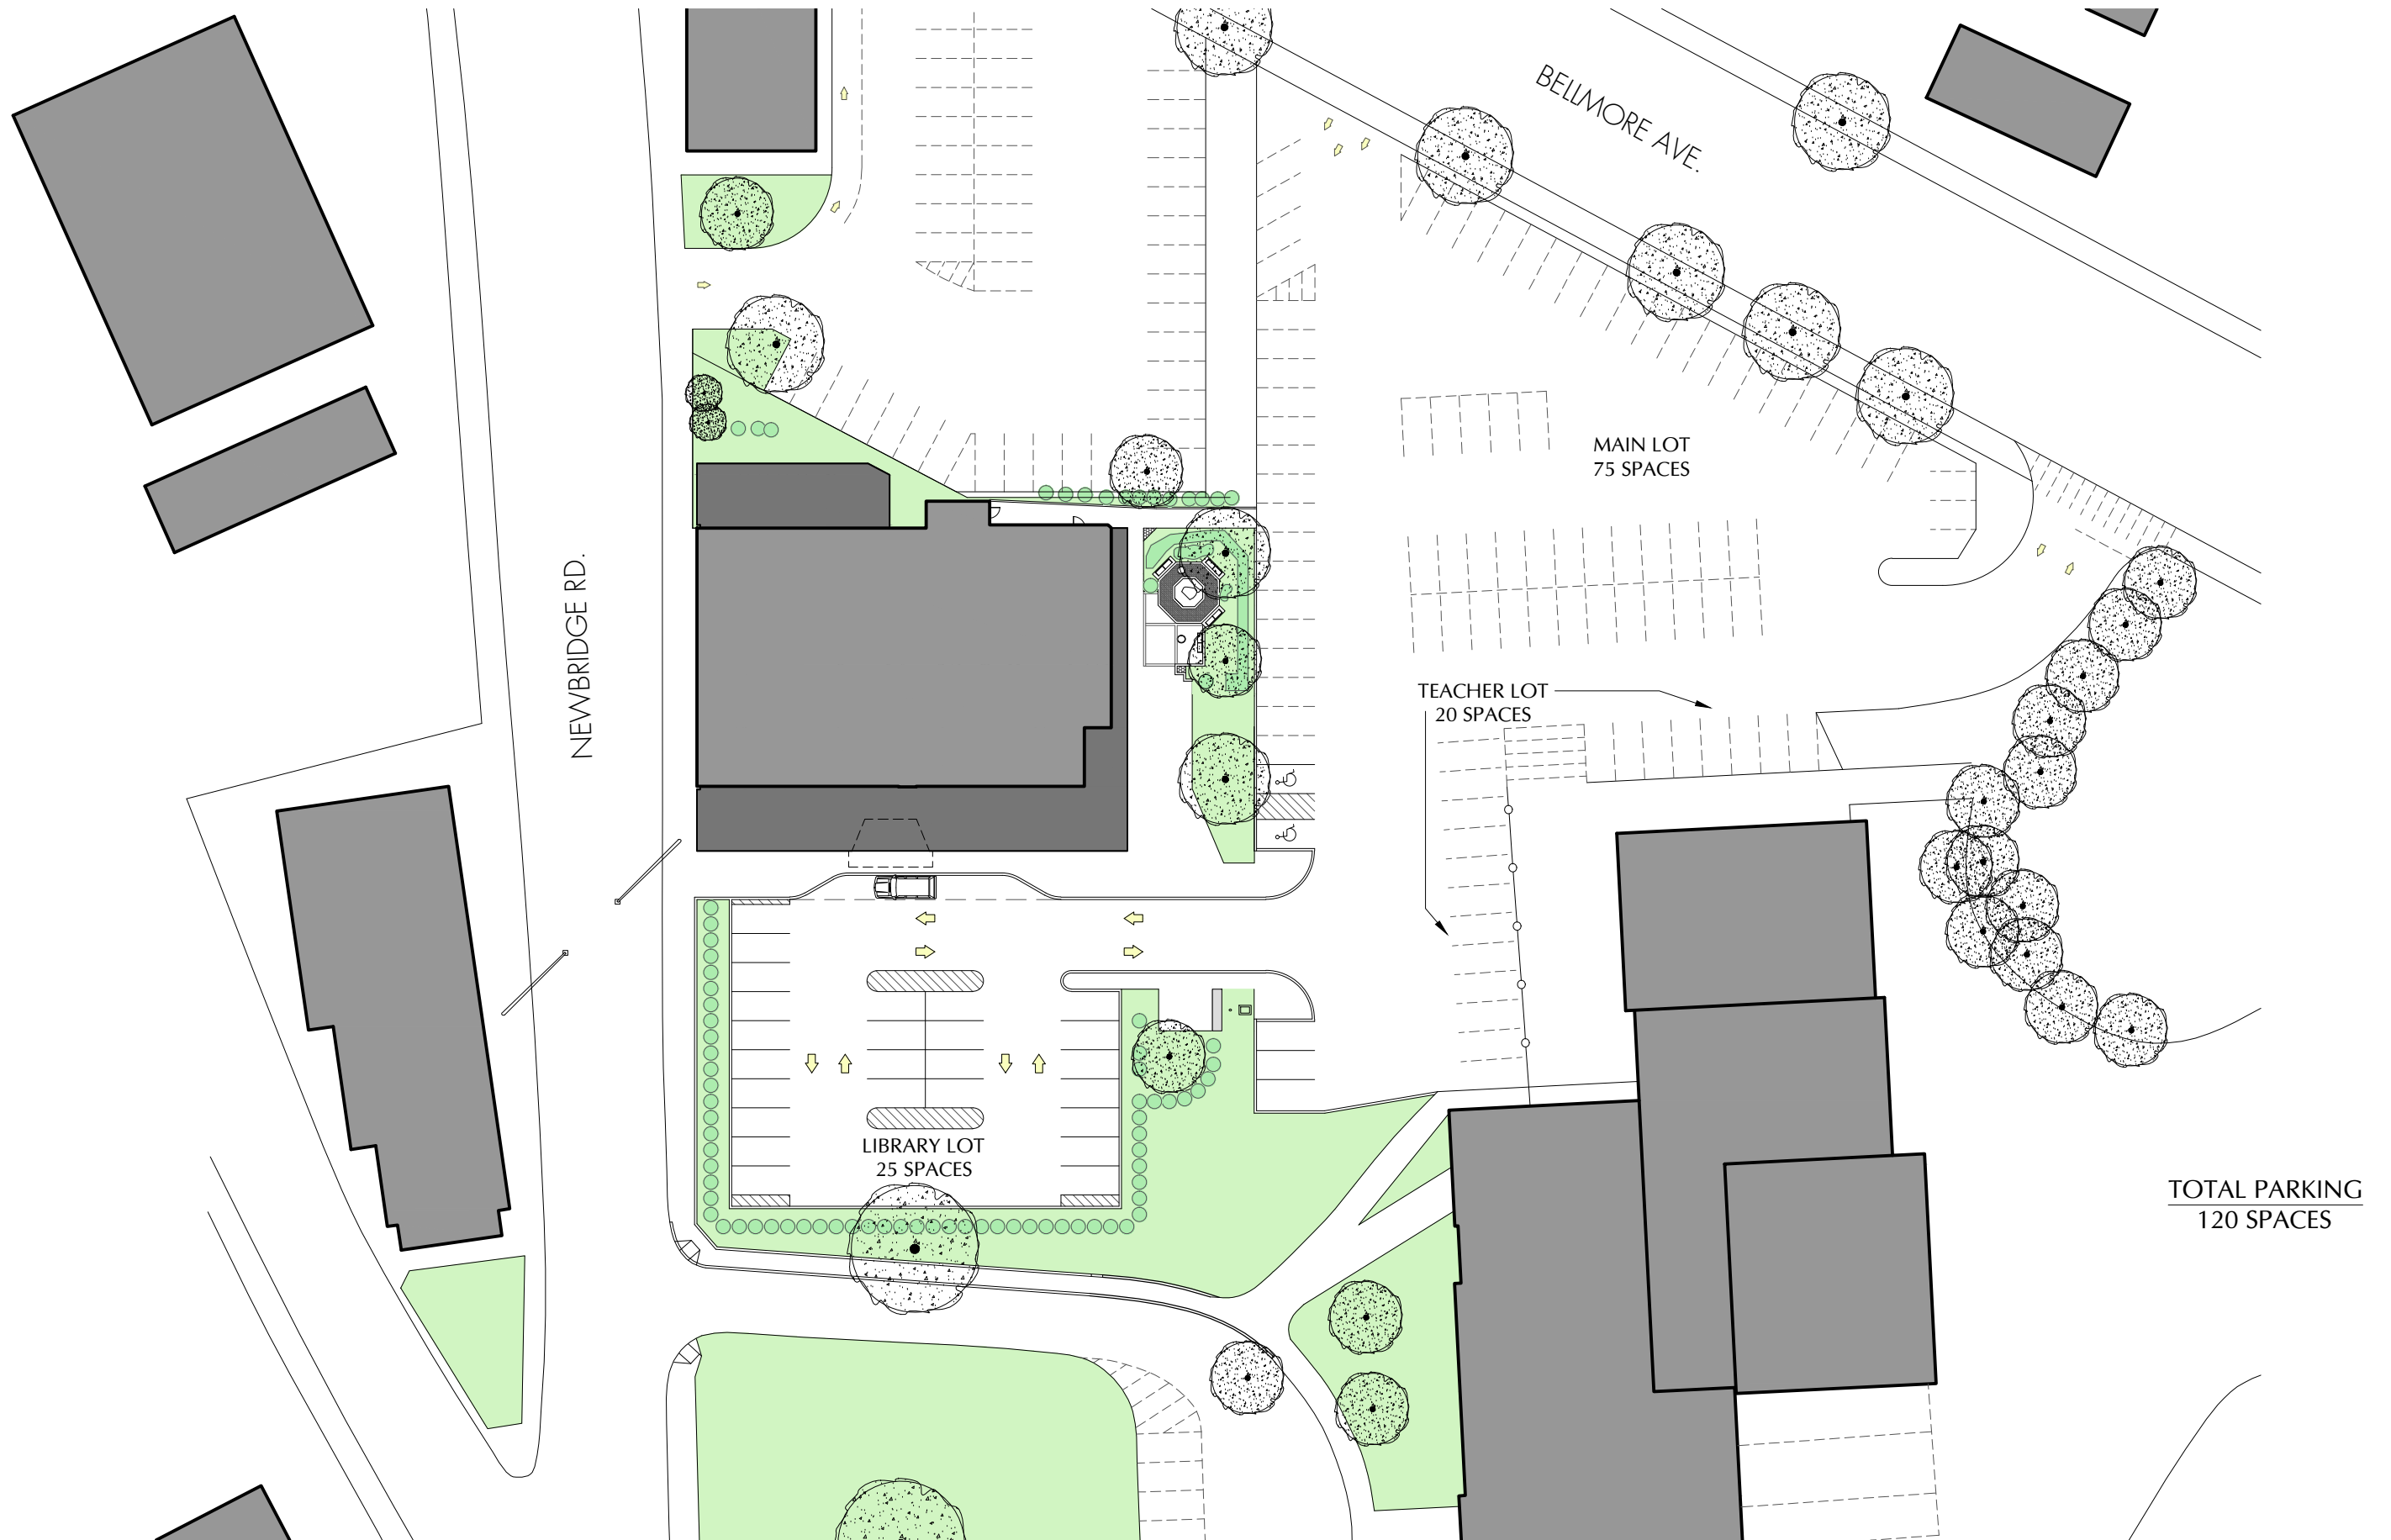 BELLMORE AVE.
MAIN LOT
75 SPACES
NEWBRIDGE RD.
TEACHER LOT
20 SPACES
LIBRARY LOT
25 SPACES
TOTAL PARKING
120 SPACES